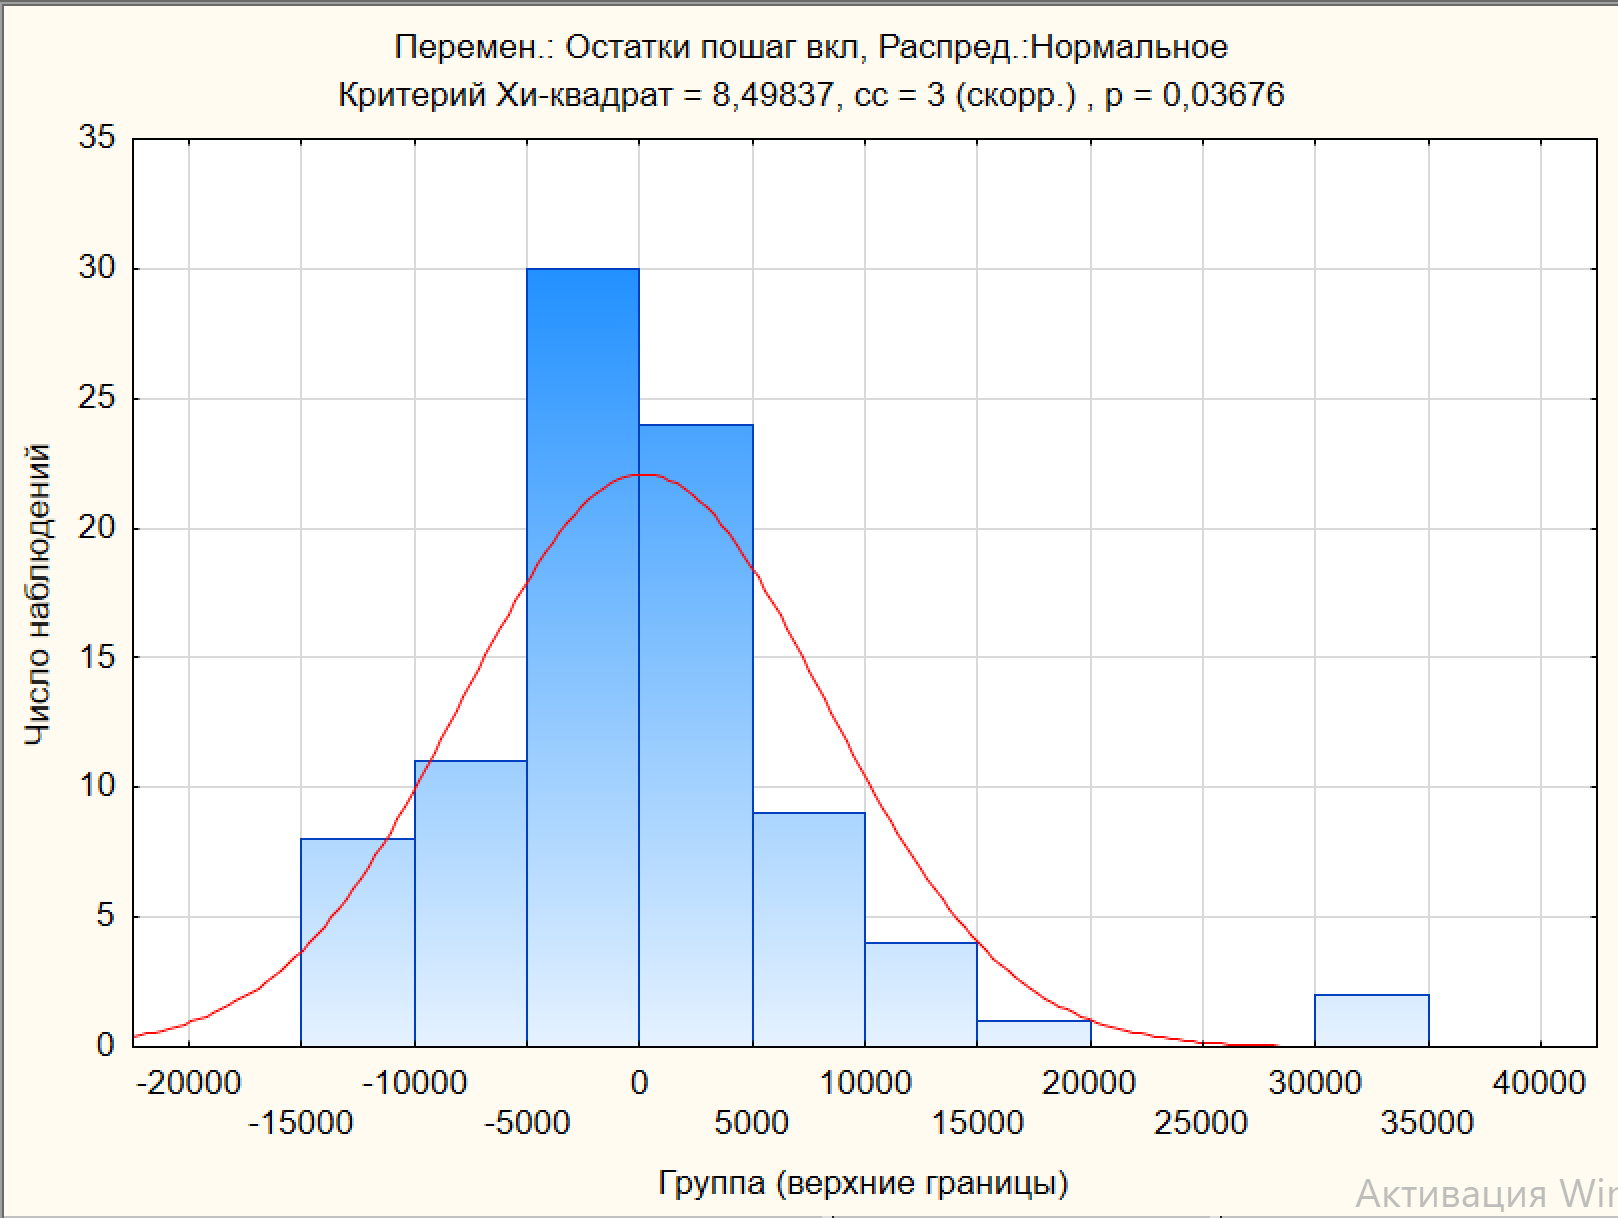 Перемен.: Остатки пошаг вкл, Распред.:Нормальное
Критерий Хи-квадрат = 8,49837, сс = 3 (скорр.) , р = 0,03676
35
30
25
20
15
10
5
0
Число наблюдений
-20000 -10000 0 10000 20000 30000 40000
-15000 -5000 5000 15000 25000 35000
Группа (верхние границы)
Активация Win